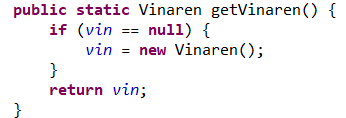 public static Vinaren getVinaren() {
    if (vin == null) {
        vin = new Vinaren();
    }
    return vin;
}